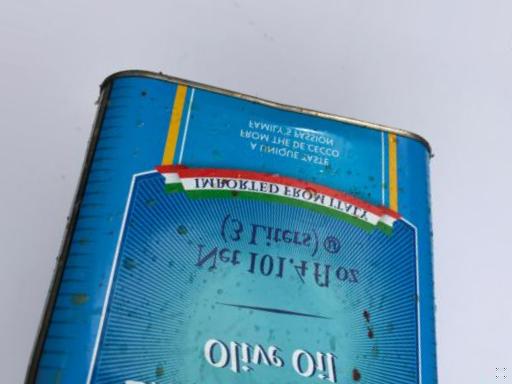 Olive Oil
Net 101.4 fl oz
(3 Liters) Ⓤ
IMPORTED FROM ITALY
A UNIQUE TASTE
FROM THE DE CECCO
FAMILY'S PASSION